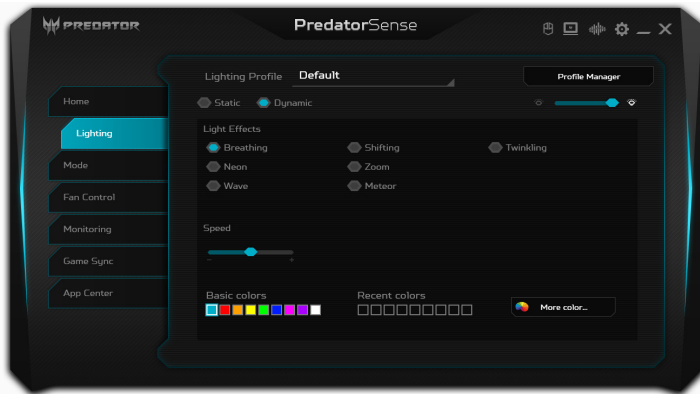 PREDATOR
PredatorSense
Lighting Profile Default
Profile Manager
Static Dynamic
Home
Lighting
Mode
Fan Control
Monitoring
Game Sync
App Center
Light Effects
Breathing Shifting Twinkling
Neon Zoom
Wave Meteor
Speed
- +
Basic colors Recent colors
More color...